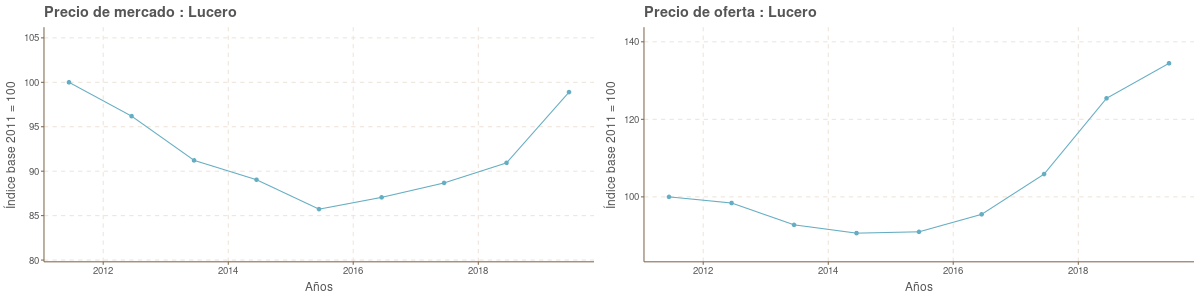 Precio de mercado : Lucero
Índice base 2011 = 100
105
100
95
90
85
80
2012
2014
2016
2018
Años
Precio de oferta : Lucero
Índice base 2011 = 100
140
120
100
2012
2014
2016
2018
Años